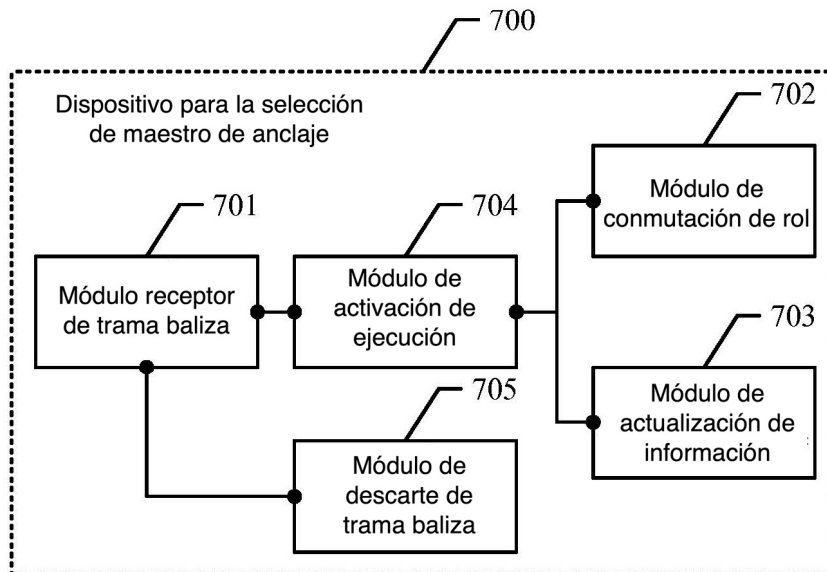 700
Dispositivo para la selección
de maestro de anclaje
702
Módulo de
conmutación de rol
701
Módulo receptor
de trama baliza
704
Módulo de
activación de
ejecución
703
Módulo de
actualización de
información
705
Módulo de
descarte de
trama baliza